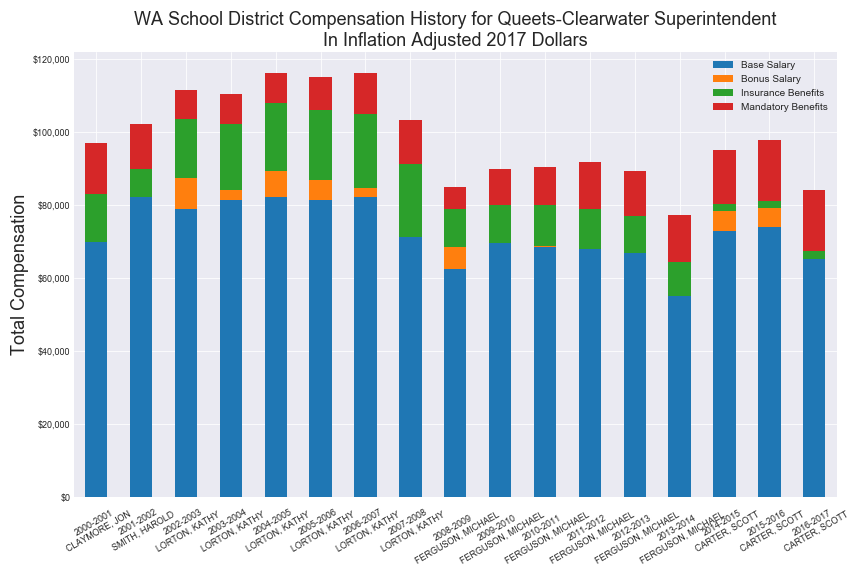 WA School District Compensation History for Queets-Clearwater Superintendent
In Inflation Adjusted 2017 Dollars
Total Compensation
$120,000
$100,000
$80,000
$60,000
$40,000
$20,000
$0
Base Salary
Bonus Salary
Insurance Benefits
Mandatory Benefits
2000-2001
CLAYMORE, JON
2001-2002
SMITH, HAROLD
2002-2003
LORTON, KATHY
2003-2004
LORTON, KATHY
2004-2005
LORTON, KATHY
2005-2006
LORTON, KATHY
2006-2007
LORTON, KATHY
2007-2008
LORTON, KATHY
2008-2009
FERGUSON, MICHAEL
2009-2010
FERGUSON, MICHAEL
2010-2011
FERGUSON, MICHAEL
2011-2012
FERGUSON, MICHAEL
2012-2013
FERGUSON, MICHAEL
2013-2014
FERGUSON, MICHAEL
2014-2015
CARTER, SCOTT
2015-2016
CARTER, SCOTT
2016-2017
CARTER, SCOTT